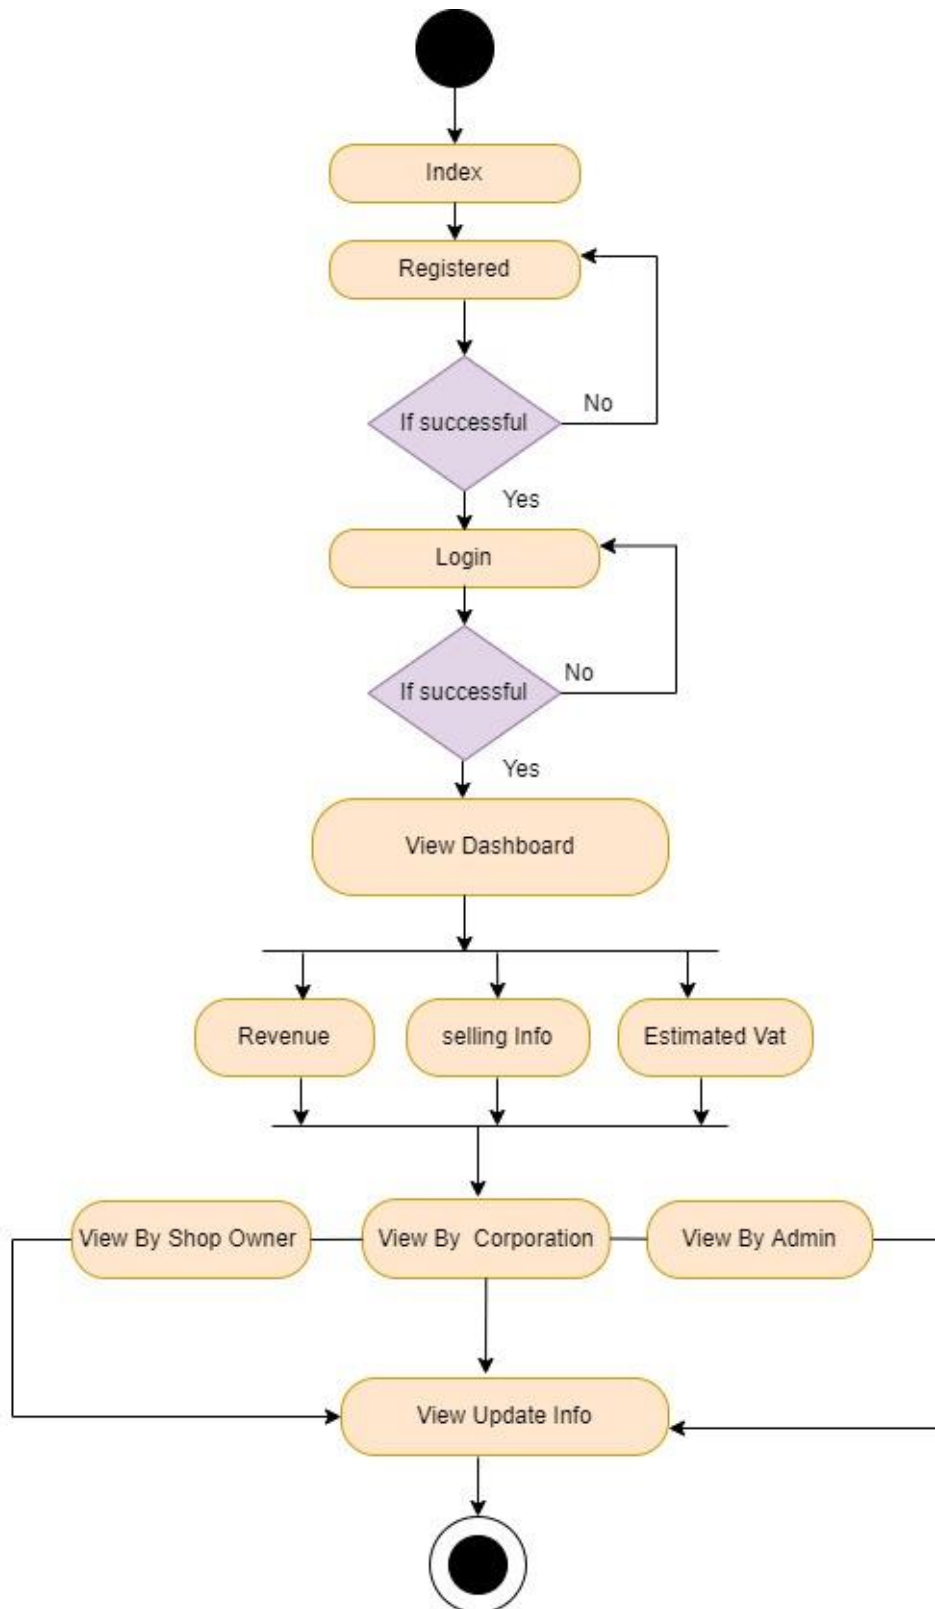 Index
Registered
If successful
No
Yes
Login
If successful
No
Yes
View Dashboard
Revenue
selling Info
Estimated Vat
View By Shop Owner
View By  Corporation
View By Admin
View Update Info